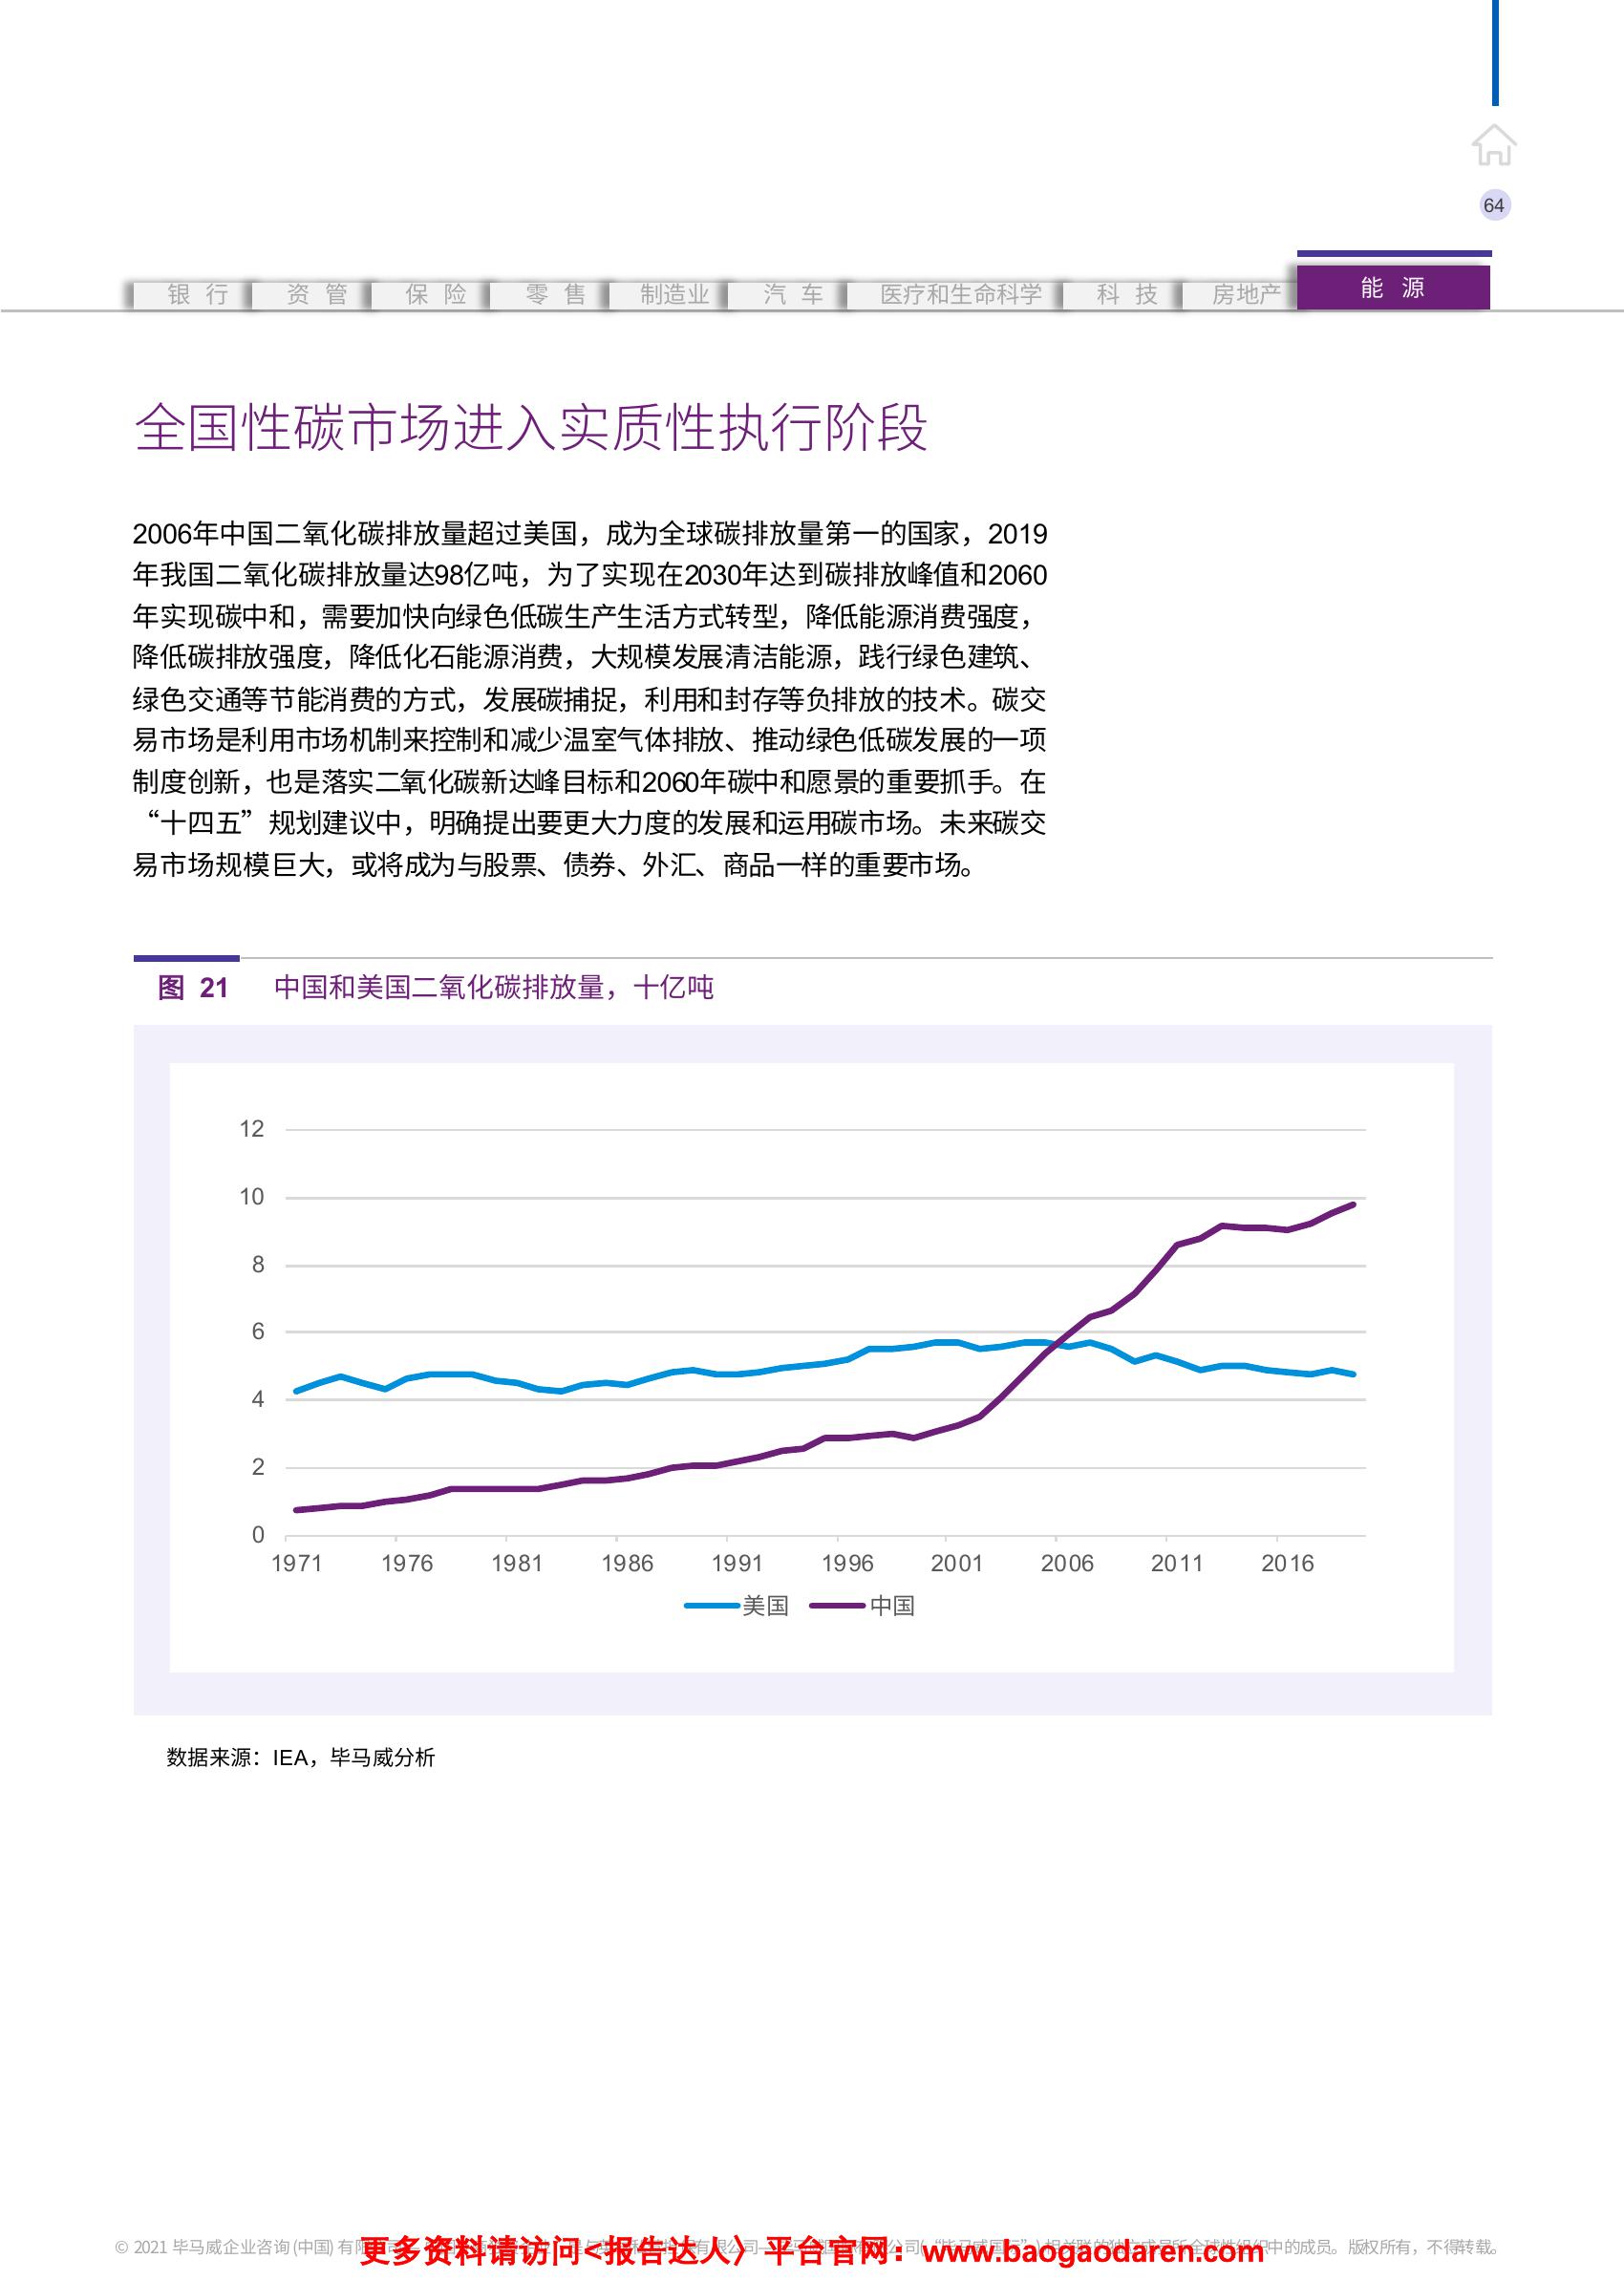 64
银 行 资 管 保 险 零 售 制造业 汽 车 医疗和生命科学 科 技 房地产 能 源
全国性碳市场进入实质性执行阶段
2006年中国二氧化碳排放量超过美国，成为全球碳排放量第一的国家，2019
年我国二氧化碳排放量达98亿吨，为了实现在2030年达到碳排放峰值和2060
年实现碳中和，需要加快向绿色低碳生产生活方式转型，降低能源消费强度，
降低碳排放强度，降低化石能源消费，大规模发展清洁能源，践行绿色建筑、
绿色交通等节能消费的方式，发展碳捕捉，利用和封存等负排放的技术。碳交
易市场是利用市场机制来控制和减少温室气体排放、推动绿色低碳发展的一项
制度创新，也是落实二氧化碳新达峰目标和2060年碳中和愿景的重要抓手。在
“十四五”规划建议中，明确提出要更大力度的发展和运用碳市场。未来碳交
易市场规模巨大，或将成为与股票、债券、外汇、商品一样的重要市场。
图 21 中国和美国二氧化碳排放量，十亿吨
12
10
8
6
4
2
0
1971 1976 1981 1986 1991 1996 2001 2006 2011 2016
美国 中国
数据来源：IEA，毕马威分析
© 2021 毕马威企业咨询 (中国) 有限 相关联的独立成员所全球性组织中的成员。版权所有，不得转载。
更多资料请访问<报告达人〉平台官网：www.baogaodaren.com